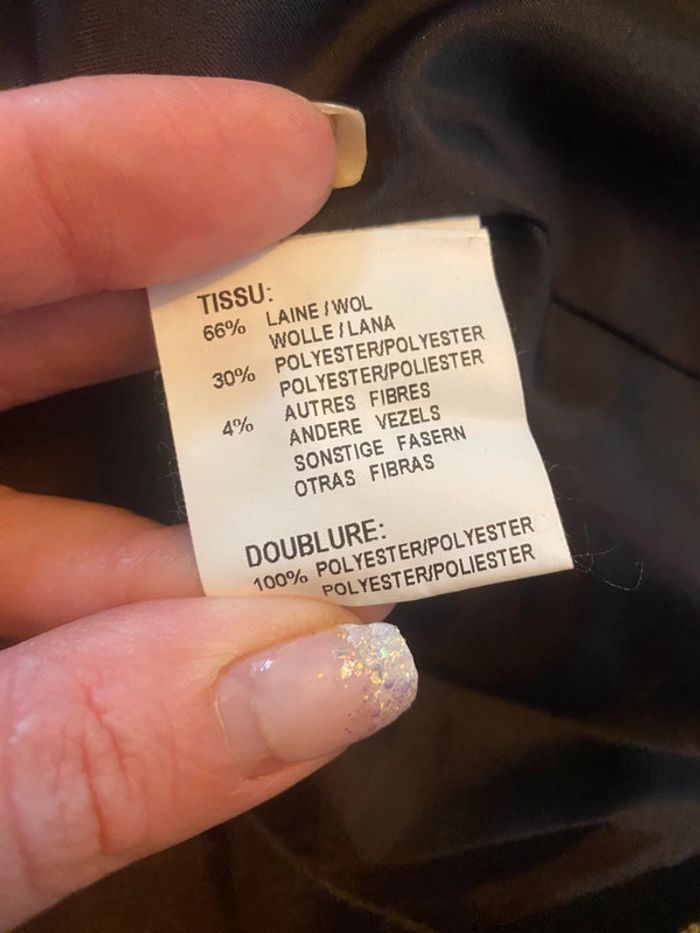 TISSU:
66% LAINE/WOL
WOLLE/LANA
30% POLYESTER/POLYESTER
POLYESTER/POLIESTER
4% AUTRES FIBRES
ANDERE VEZELS
SONSTIGE FASERN
OTRAS FIBRAS
DOUBLURE:
100% POLYESTER/POLYESTER
POLYESTER/POLIESTER